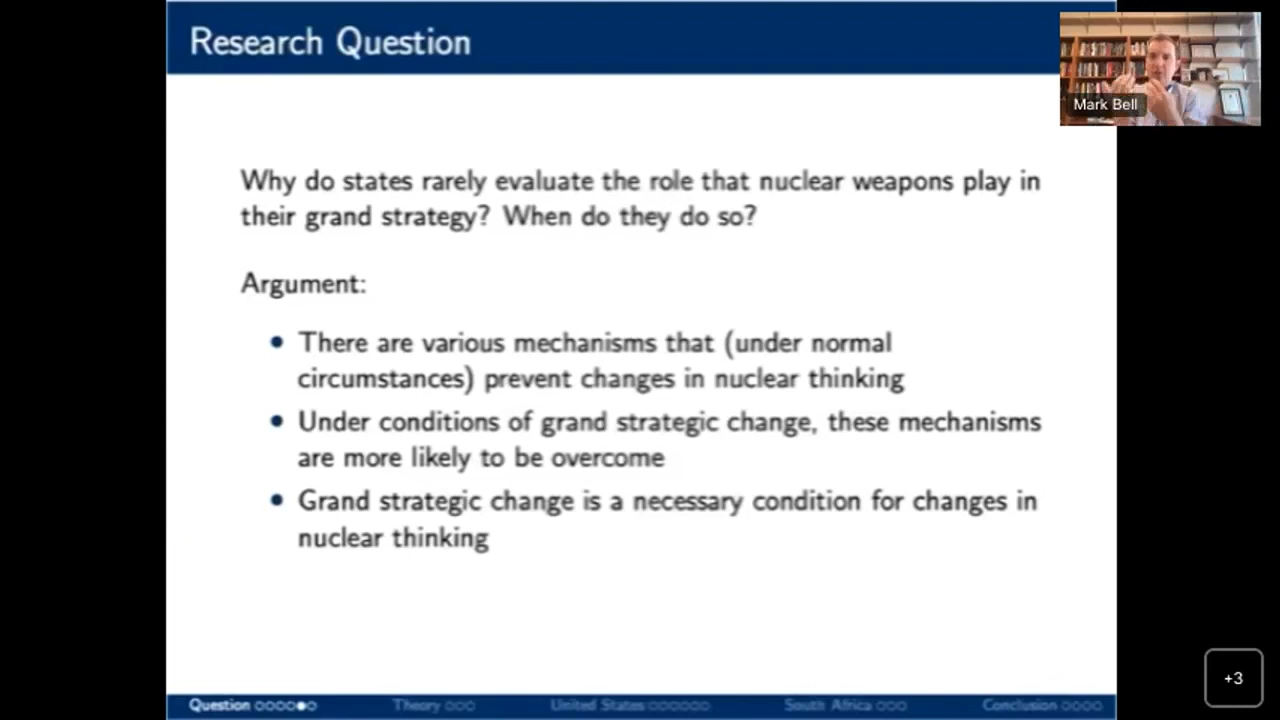 Research Question
Mark Bell
Why do states rarely evaluate the role that nuclear weapons play in
their grand strategy? When do they do so?
Argument:
There are various mechanisms that (under normal
circumstances) prevent changes in nuclear thinking
Under conditions of grand strategic change, these mechanisms
are more likely to be overcome
Grand strategic change is a necessary condition for changes in
nuclear thinking
+3
Question Theory United States South Africa Conclusion